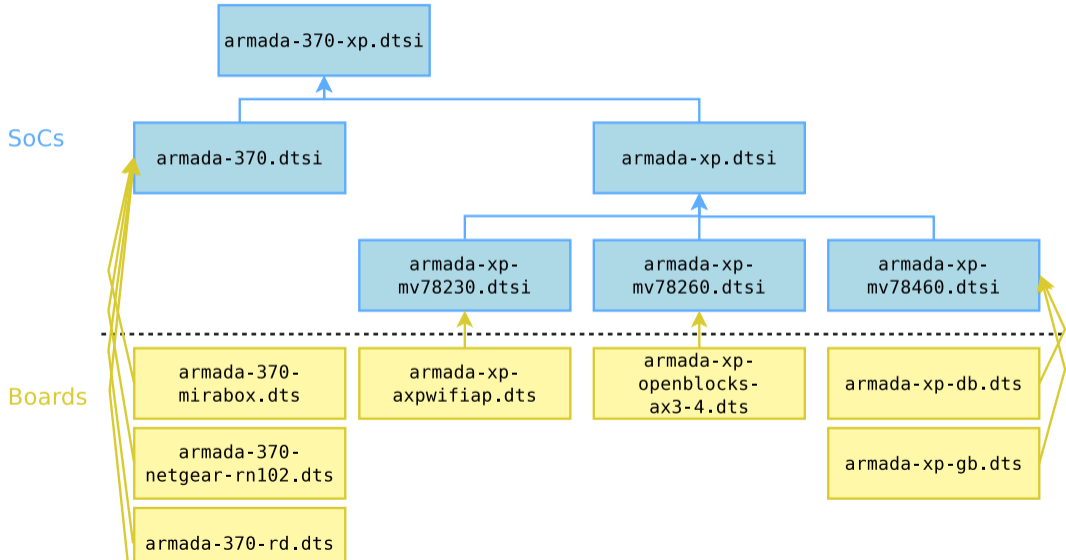 armada-370-xp.dtsi
SoCs
armada-370.dtsi
armada-xp.dtsi
armada-xp-
mv78230.dtsi
armada-xp-
mv78260.dtsi
armada-xp-
mv78460.dtsi
Boards
armada-370-
mirabox.dts
armada-xp-
axpwifiap.dts
armada-xp-
openblocks-
ax3-4.dts
armada-xp-db.dts
armada-370-
netgear-rn102.dts
armada-xp-gb.dts
armada-370-rd.dts